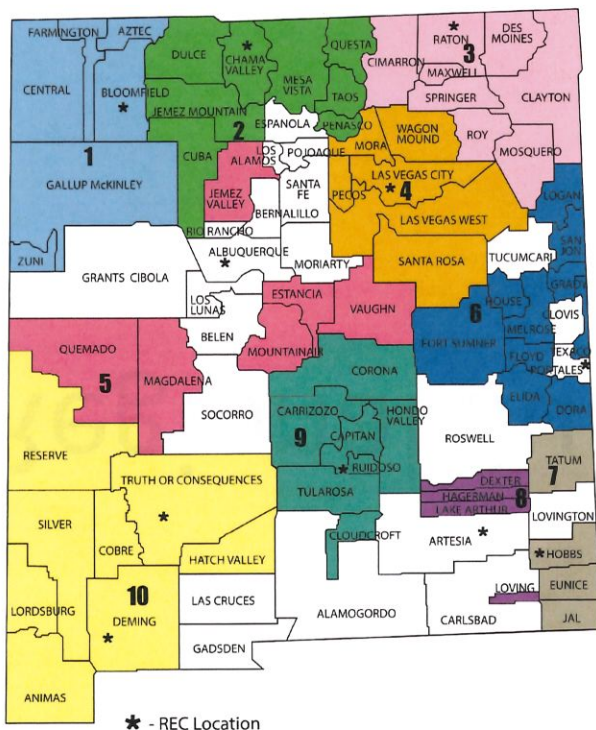 FARMINGTON
AZTEC
DULCE
*
CHAMA
VALLEY
QUESTA
MESA
VISTA
TAOS
CIMARRON
*
RATON
3
DES
MOINES
MAXWELL
SPRINGER
CLAYTON
CENTRAL
BLOOMFIELD
*
JEMEZ MOUNTAIN
ESPANOLA
PENASCO
2
1
CUBA
LOS
ALAMOS
POJOAQUE
MORA
WAGON
MOUND
ROY
MOSQUERO
GALLUP McKINLEY
JEMEZ
VALLEY
SANTA
FE
PECOS
LAS VEGAS CITY
* 4
LAS VEGAS WEST
LOGAN
BERNALILLO
ZUNI
RIO RANCHO
ALBUQUERQUE
*
MORIARTY
SANTA ROSA
TUCUMCARI
SAN
JON
GRANTS CIBOLA
LOS
LUNAS
ESTANCIA
VAUGHN
HOUSE
GRADY
6
CLOVIS
BELEN
MELROSE
QUEMADO
MOUNTAINAIR
FORT SUMNER
FLOYD
TEXICO
PORTALES
*
5
MAGDALENA
CORONA
SOCORRO
ELIDA
DORA
CARRIZOZO
HONDO
VALLEY
9
CAPITAN
ROSWELL
RESERVE
TRUTH OR CONSEQUENCES
*
* RUIDOSO
TULAROSA
DEXTER
HAGERMAN
LAKE ARTHUR
8
TATUM
7
SILVER
COBRE
CLOUDCROFT
ARTESIA
*
LOVINGTON
HATCH VALLEY
* HOBBS
LORDSBURG
10
DEMING
*
LAS CRUCES
ALAMOGORDO
LOVING
CARLSBAD
EUNICE
JAL
GADSDEN
ANIMAS
* - REC Location